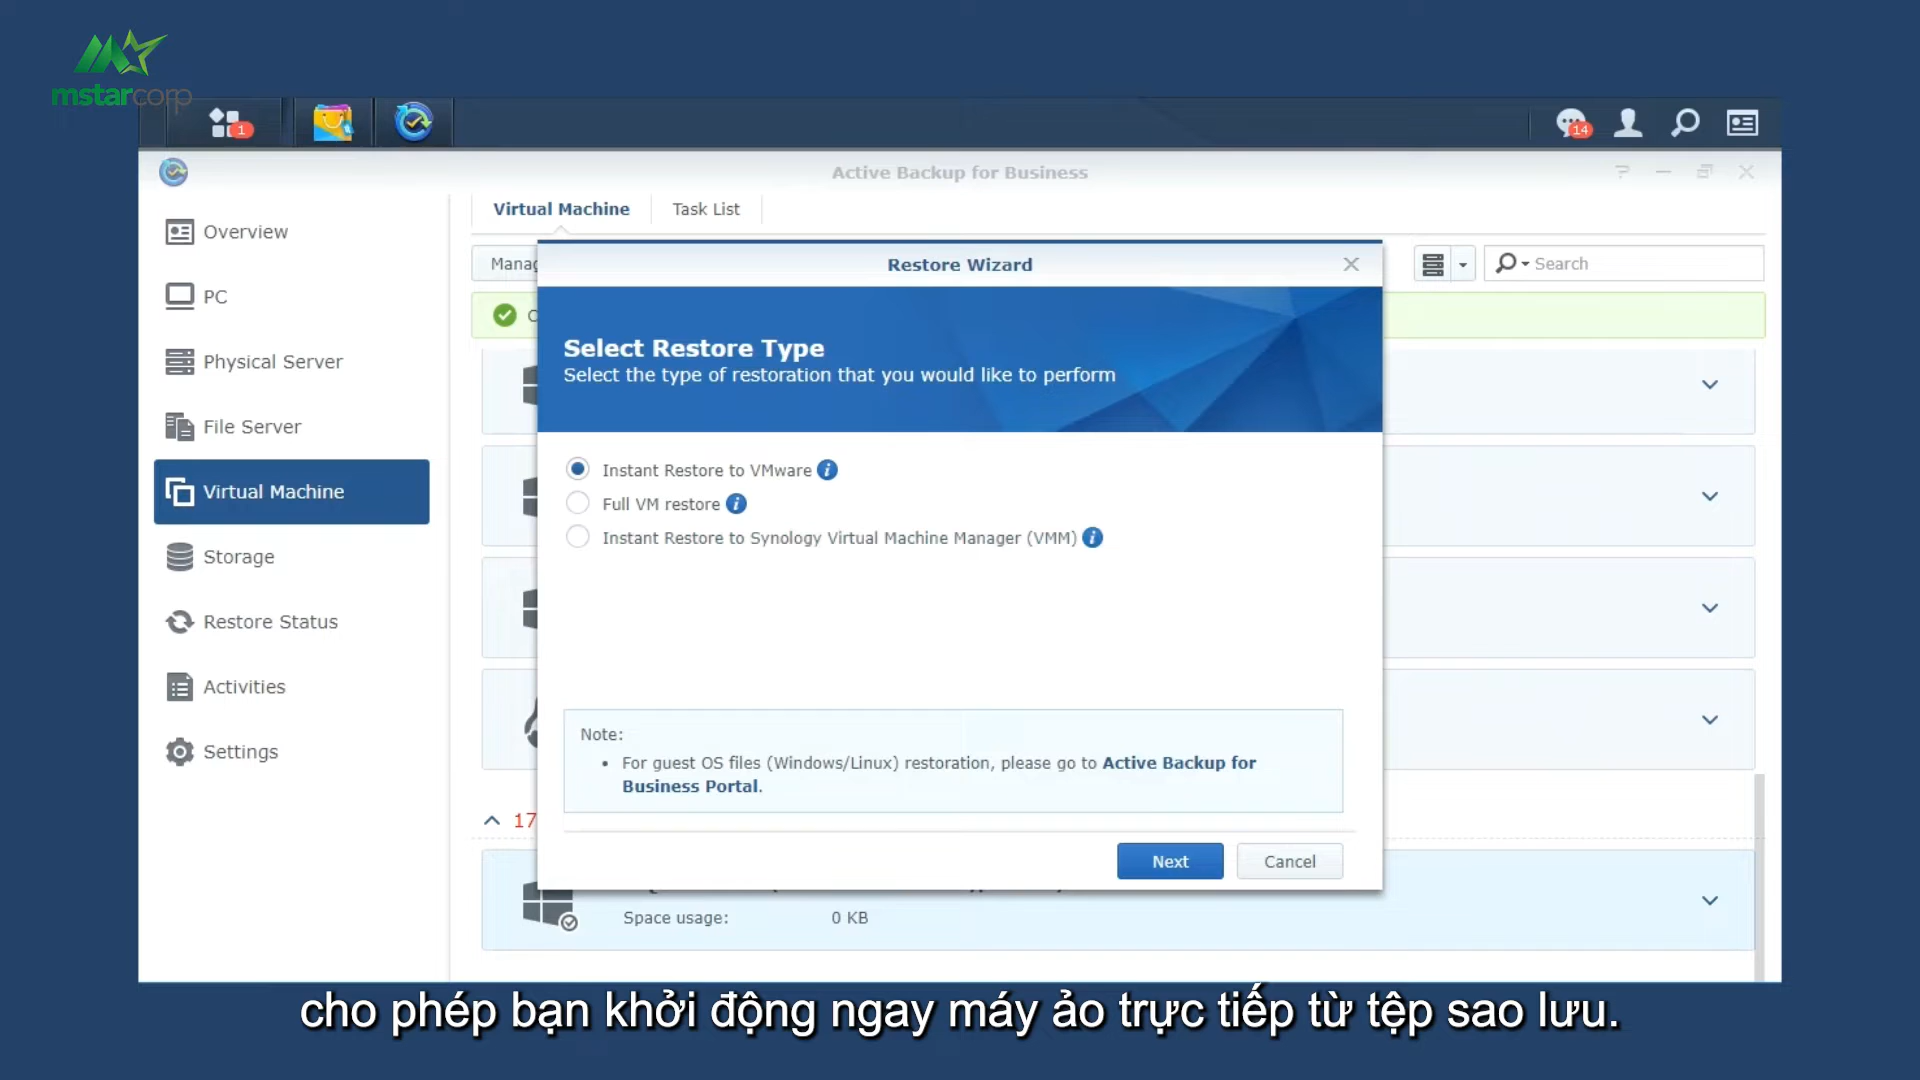 mstarcorp
1
14
Active Backup for Business
Overview
PC
Physical Server
File Server
Virtual Machine
Storage
Restore Status
Activities
Settings
Virtual Machine
Task List
Search
Restore Wizard
Select Restore Type
Select the type of restoration that you would like to perform
Instant Restore to VMware
Full VM restore
Instant Restore to Synology Virtual Machine Manager (VMM)
Note:
• For guest OS files (Windows/Linux) restoration, please go to Active Backup for
Business Portal.
17
Next
Cancel
Space usage: 0 KB
cho phép bạn khởi động ngay máy ảo trực tiếp từ tệp sao lưu.